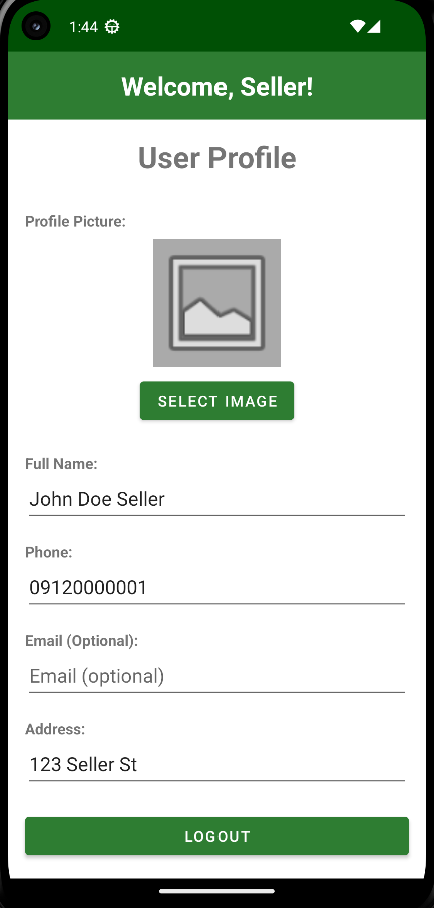 1:44
Welcome, Seller!
User Profile
Profile Picture:
SELECT IMAGE
Full Name:
John Doe Seller
Phone:
09120000001
Email (Optional):
Email (optional)
Address:
123 Seller St
LOGOUT